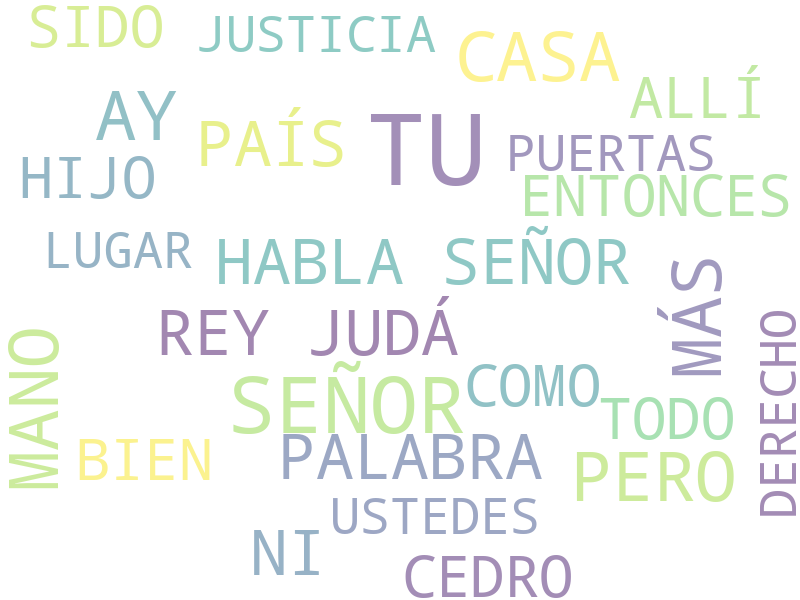 SIDO
JUSTICIA
CASA
ALLÍ
AY
PAÍS
TU
PUERTAS
HIJO
ENTONCES
LUGAR
HABLA SEÑOR
MÁS
REY JUDÁ
MANO
SEÑOR
COMO
DERECHO
TODO
BIEN
PALABRA
PERO
USTEDES
NI
CEDRO